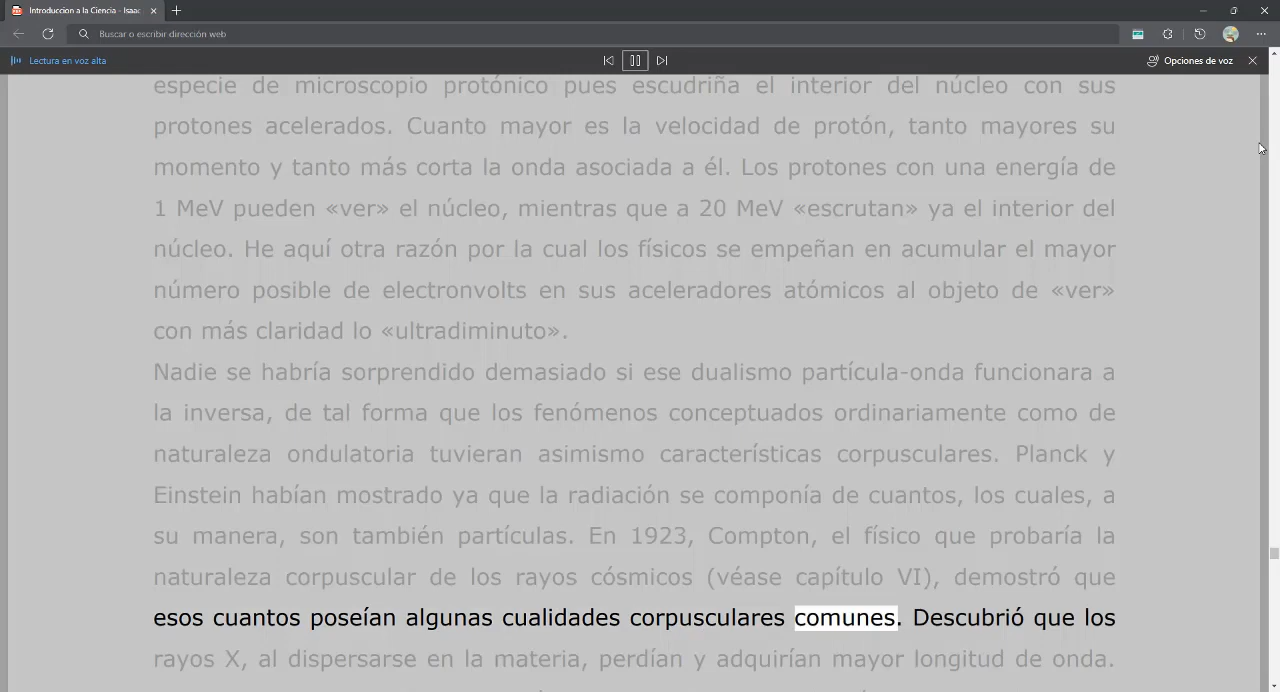 Introduccion a la Ciencia - Isaac
Buscar o escribir dirección web
Lectura en voz alta
Opciones de voz
especie de microscopio protónico pues escudriña el interior del núcleo con sus
protones acelerados. Cuanto mayor es la velocidad de protón, tanto mayores su
momento y tanto más corta la onda asociada a él. Los protones con una energía de
1 MeV pueden «ver» el núcleo, mientras que a 20 MeV «escrutan» ya el interior del
núcleo. He aquí otra razón por la cual los físicos se empeñan en acumular el mayor
número posible de electronvolts en sus aceleradores atómicos al objeto de «ver»
con más claridad lo «ultradiminuto».
Nadie se habría sorprendido demasiado si ese dualismo partícula-onda funcionara a
la inversa, de tal forma que los fenómenos conceptuados ordinariamente como de
naturaleza ondulatoria tuvieran asimismo características corpusculares. Planck y
Einstein habían mostrado ya que la radiación se componía de cuantos, los cuales, a
su manera, son también partículas. En 1923, Compton, el físico que probaría la
naturaleza corpuscular de los rayos cósmicos (véase capítulo VI), demostró que
esos cuantos poseían algunas cualidades corpusculares comunes. Descubrió que los
rayos X, al dispersarse en la materia, perdían y adquirían mayor longitud de onda.